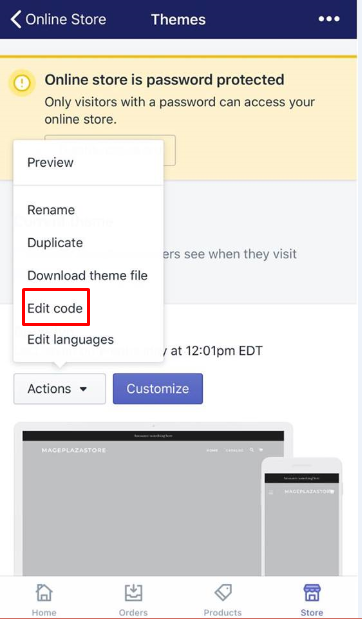 Online Store
Themes
Online store is password protected
Only visitors with a password can access your
online store.
Preview
Rename
Duplicate
Download theme file
Edit code
Edit languages
ers see when they visit
y at 12:01pm EDT
Actions
Customize
MAGEPLAZASTORE
HOME
CATALOG
MAGEPLAZASTORE
Home
Orders
Products
Store